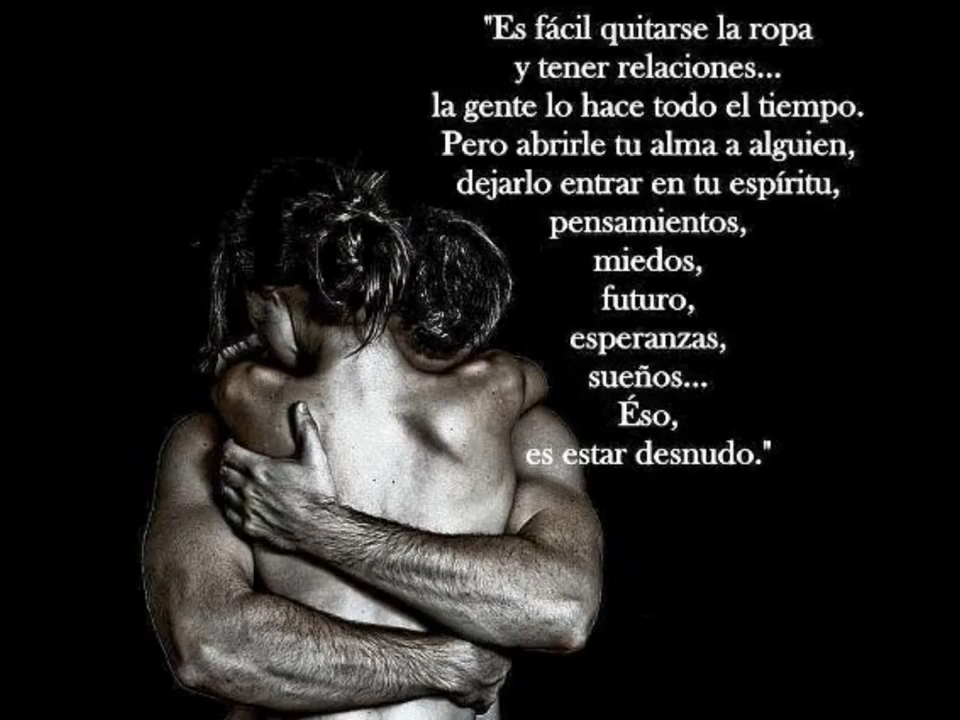 "Es fácil quitarse la ropa
y tener relaciones...
la gente lo hace todo el tiempo.
Pero abrirle tu alma a alguien,
dejarlo entrar en tu espíritu,
pensamientos,
miedos,
futuro,
esperanzas,
sueños...
Éso,
es estar desnudo."